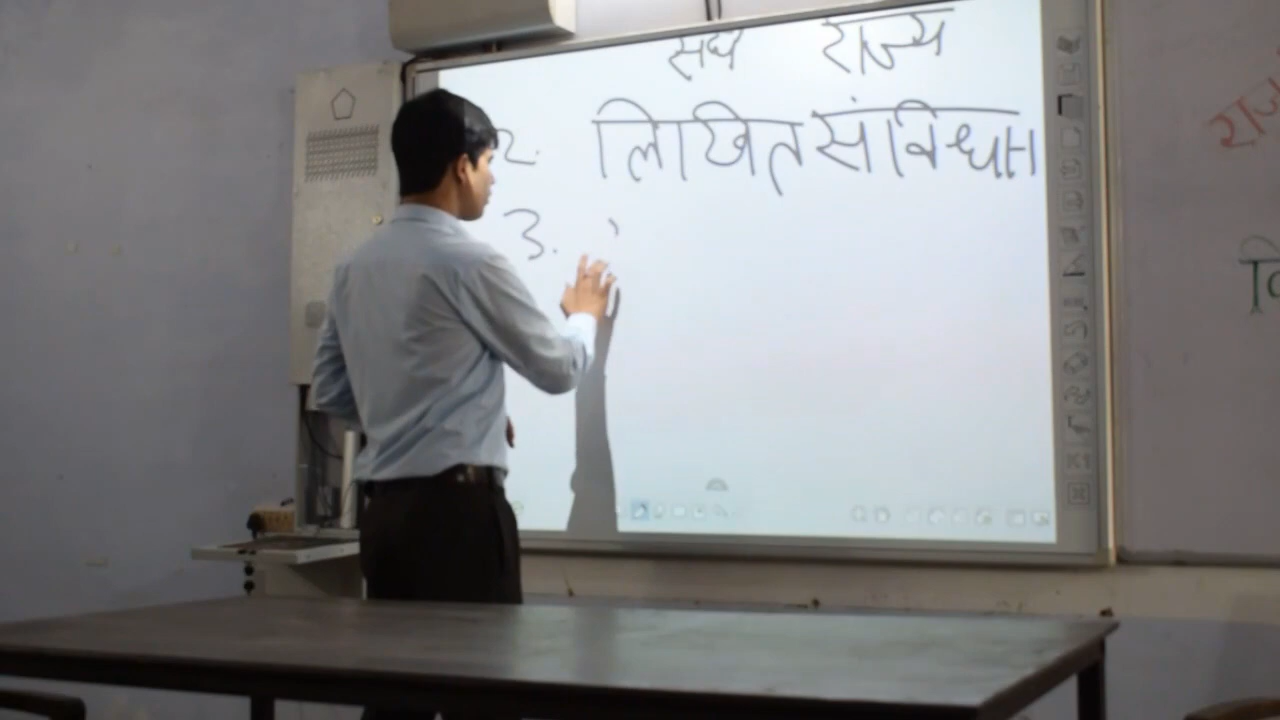 संघ राज्य
2. लिखित संविधान
3.
राज
वि